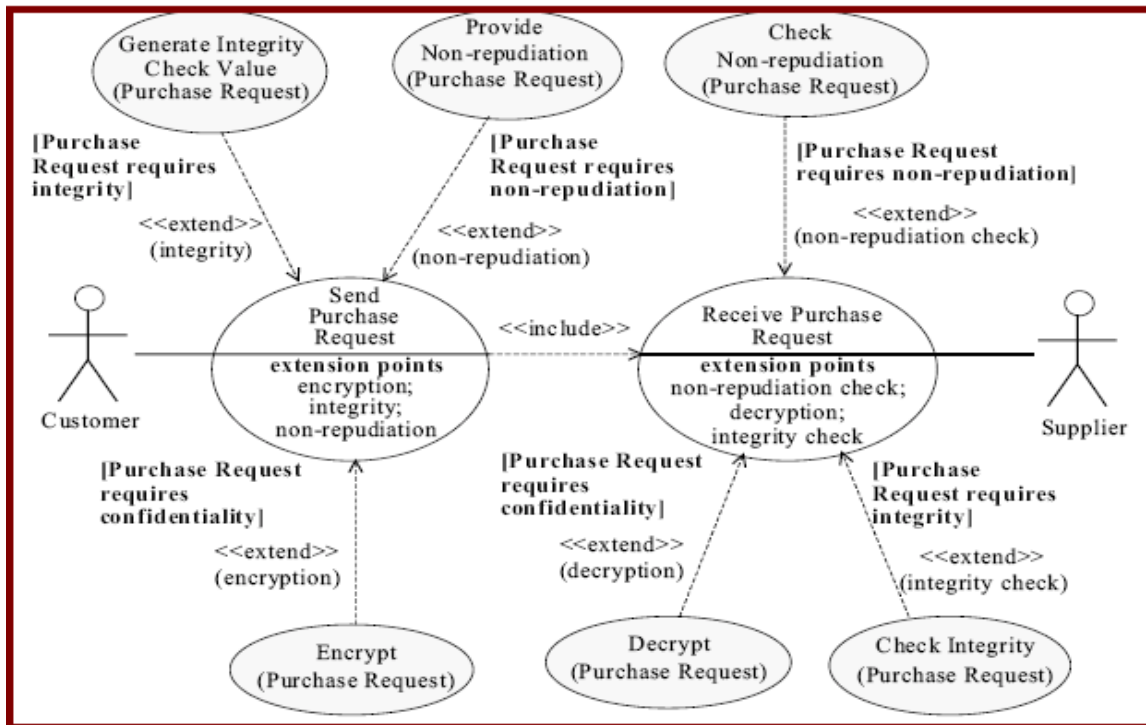 Generate Integrity
Check Value
(Purchase Request)
Provide
Non-repudiation
(Purchase Request)
Check
Non-repudiation
(Purchase Request)
[Purchase
Request requires
integrity]
<<extend>>
(integrity)
[Purchase
Request requires
non-repudiation]
<<extend>>
(non-repudiation)
[Purchase Request
requires non-repudiation]
<<extend>>
(non-repudiation check)
Customer
Send
Purchase
Request
extension points
encryption;
integrity;
non-repudiation
<<include>>
Receive Purchase
Request
extension points
non-repudiation check;
decryption;
integrity check
Supplier
[Purchase Request
requires
confidentiality]
<<extend>>
(encryption)
[Purchase Request
requires
confidentiality]
<<extend>>
(decryption)
[Purchase
Request requires
integrity]
<<extend>>
(integrity check)
Encrypt
(Purchase Request)
Decrypt
(Purchase Request)
Check Integrity
(Purchase Request)